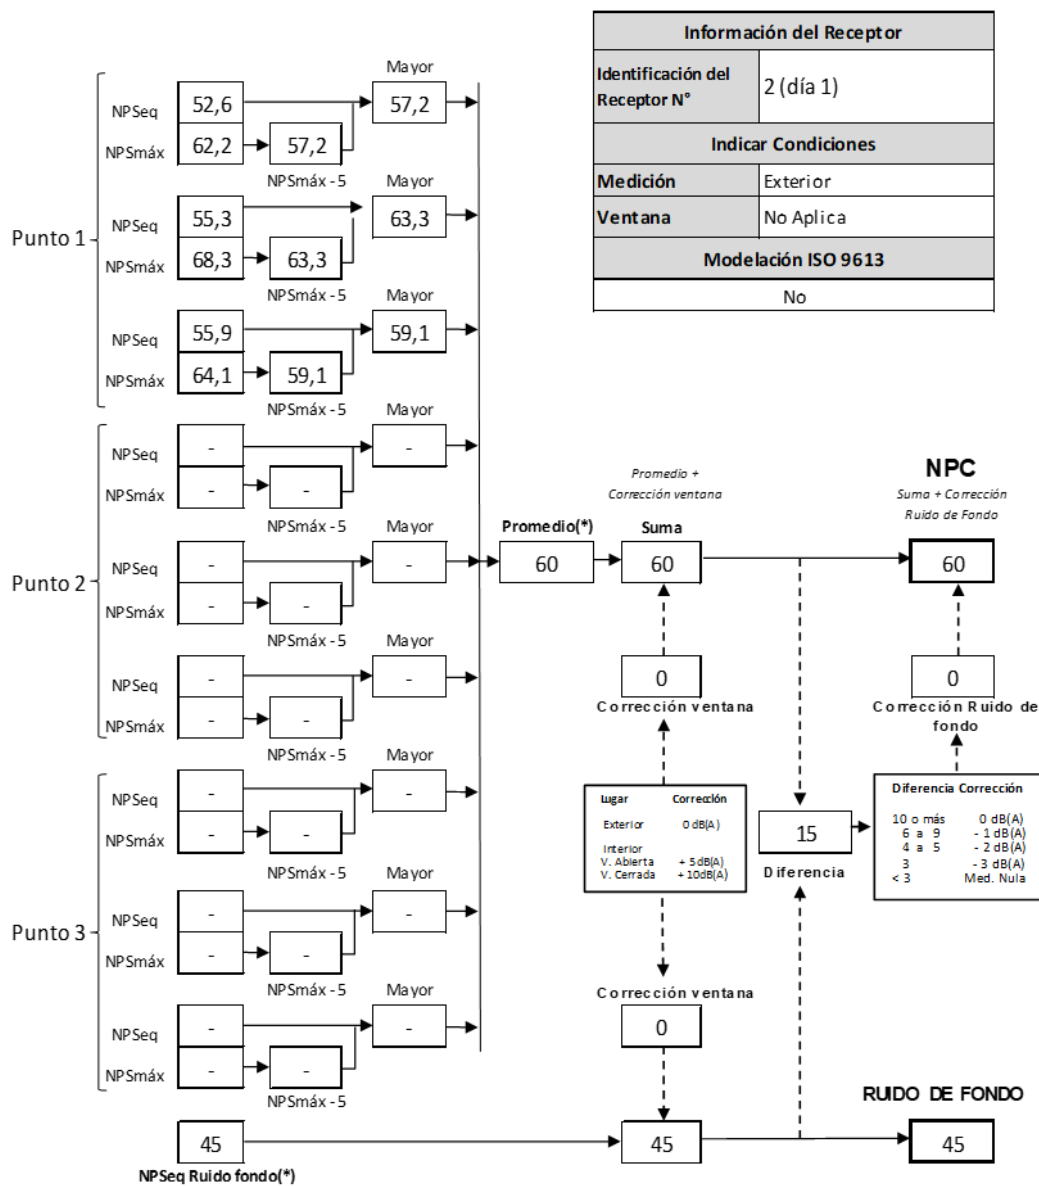 Información del Receptor
Identificación del Receptor N°
2 (día 1)
Indicar Condiciones
Medición
Exterior
Ventana
No Aplica
Modelación ISO 9613
No
Punto 1
Mayor
NPSeq
52,6
57,2
NPSmáx
62,2
57,2
NPSmáx - 5
Mayor
NPSeq
55,3
63,3
NPSmáx
68,3
63,3
NPSmáx - 5
Mayor
NPSeq
55,9
59,1
NPSmáx
64,1
59,1
NPSmáx - 5
Punto 2
Mayor
NPSeq
-
-
NPSmáx
-
-
NPSmáx - 5
Mayor
NPSeq
-
-
NPSmáx
-
-
NPSmáx - 5
Mayor
NPSeq
-
-
NPSmáx
-
-
NPSmáx - 5
Punto 3
Mayor
NPSeq
-
-
NPSmáx
-
-
NPSmáx - 5
Mayor
NPSeq
-
-
NPSmáx
-
-
NPSmáx - 5
Mayor
NPSeq
-
-
NPSmáx
-
-
NPSmáx - 5
Promedio(*)
60
Promedio +
Corrección ventana
Suma
60
NPC
Suma + Corrección
Ruido de Fondo
60
0
Corrección ventana
0
Corrección Ruido de
fondo
Lugar Corrección
Exterior 0 dB(A)
Interior
V. Abierta + 5dB(A)
V. Cerrada + 10dB(A)
15
Diferencia
Diferencia Corrección
10 o más 0 dB(A)
6 a 9 - 1 dB(A)
4 a 5 - 2 dB(A)
3 - 3 dB(A)
< 3 Med. Nula
Corrección ventana
0
RUIDO DE FONDO
45
45
45
NPSeq Ruido fondo(*)